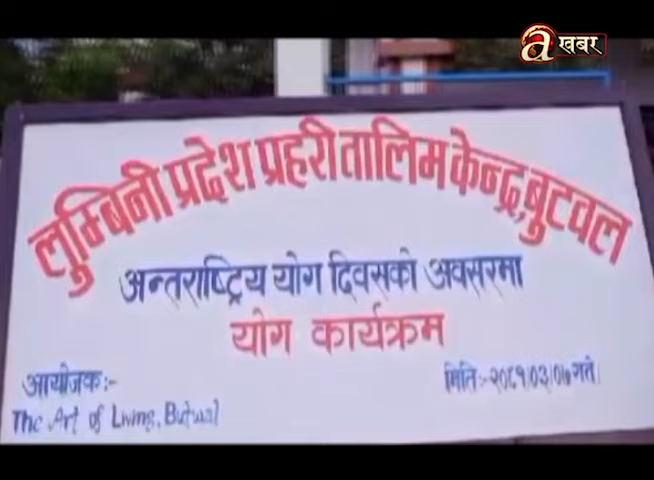 a खबर
लुम्बिनी प्रदेश प्रहरी तालिम केन्द्र, बुटवल
अन्तराष्ट्रिय योग दिवसको अवसरमा
योग कार्यक्रम
आयोजक:-
मिति:- २०८१।०३।०७ गते।
The Art of Living, Butwal